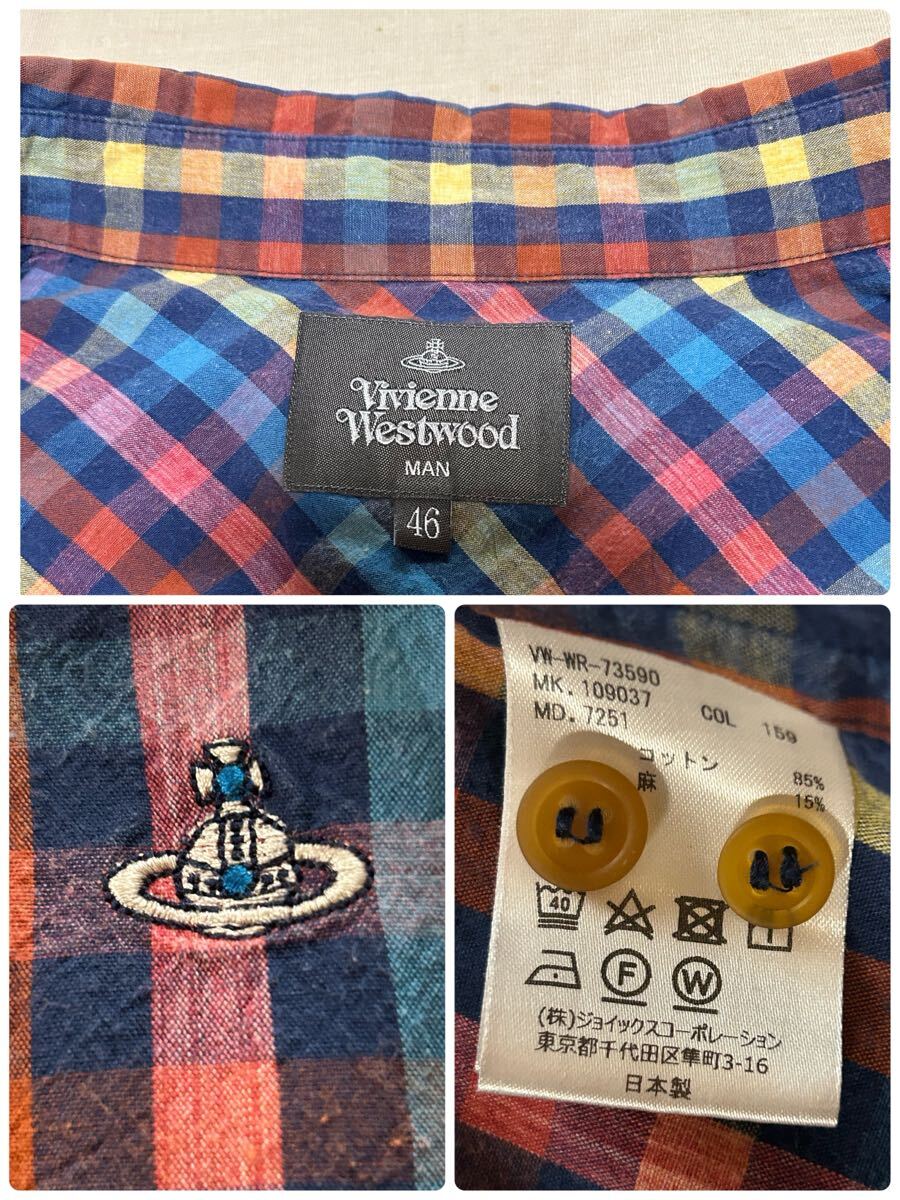 Vivienne
Westwood
MAN
46
VW-WR-73590
MK.109037 COL 159
MD.7251
コットン 85%
麻 15%
40
F W
(株)ジョイックスコーポレーション
東京都千代田区隼町3-16
日本製